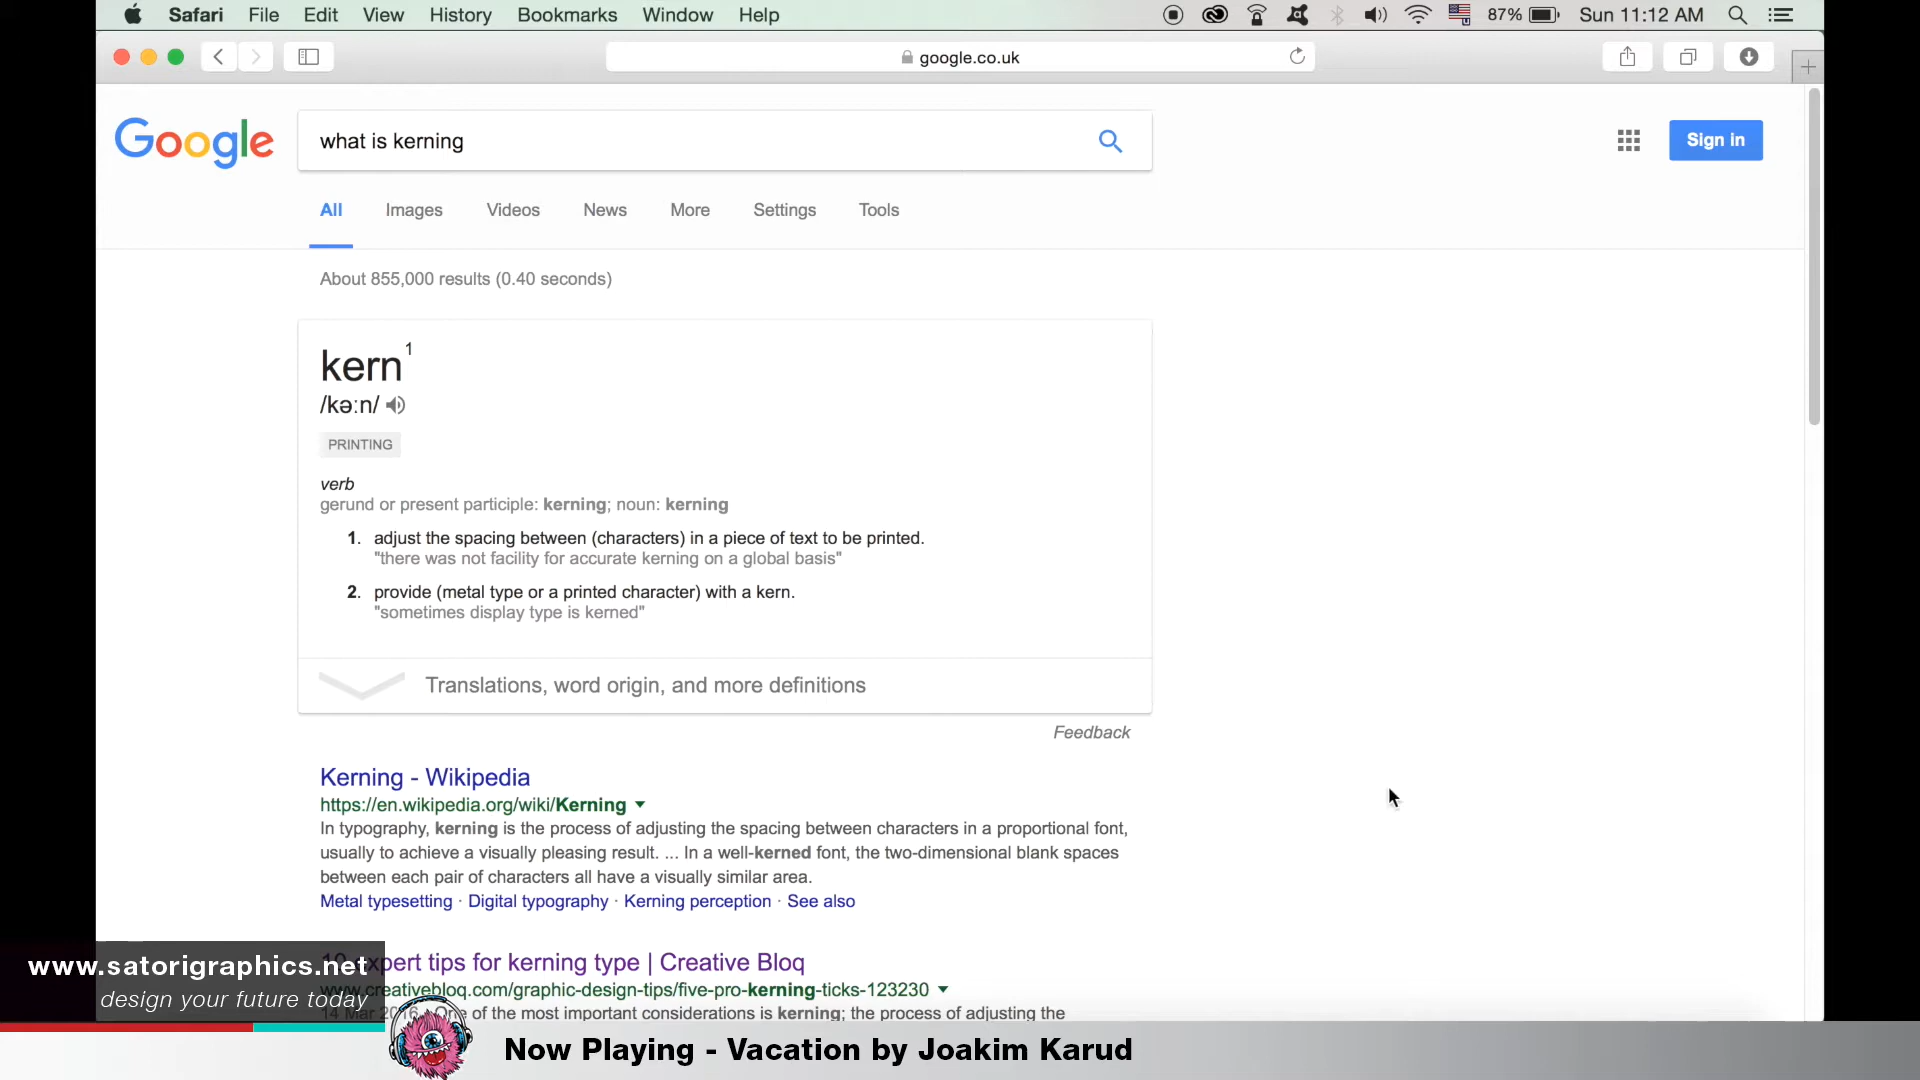 Safari File Edit View History Bookmarks Window Help 87% Sun 11:12 AM
google.co.uk
Google what is kerning Sign in
All Images Videos News More Settings Tools
About 855,000 results (0.40 seconds)
kern1
/kəːn/
PRINTING
verb
gerund or present participle: kerning; noun: kerning
1. adjust the spacing between (characters) in a piece of text to be printed.
"there was not facility for accurate kerning on a global basis"
2. provide (metal type or a printed character) with a kern.
"sometimes display type is kerned"
Translations, word origin, and more definitions
Feedback
Kerning - Wikipedia
https://en.wikipedia.org/wiki/Kerning
In typography, kerning is the process of adjusting the spacing between characters in a proportional font,
usually to achieve a visually pleasing result. ... In a well-kerned font, the two-dimensional blank spaces
between each pair of characters all have a visually similar area.
Metal typesetting · Digital typography · Kerning perception · See also
10 expert tips for kerning type | Creative Bloq
www.creativebloq.com/graphic-design-tips/five-pro-kerning-ticks-123230
14 Mar 2016 - One of the most important considerations is kerning; the process of adjusting the
www.satorigraphics.net
design your future today
Now Playing - Vacation by Joakim Karud